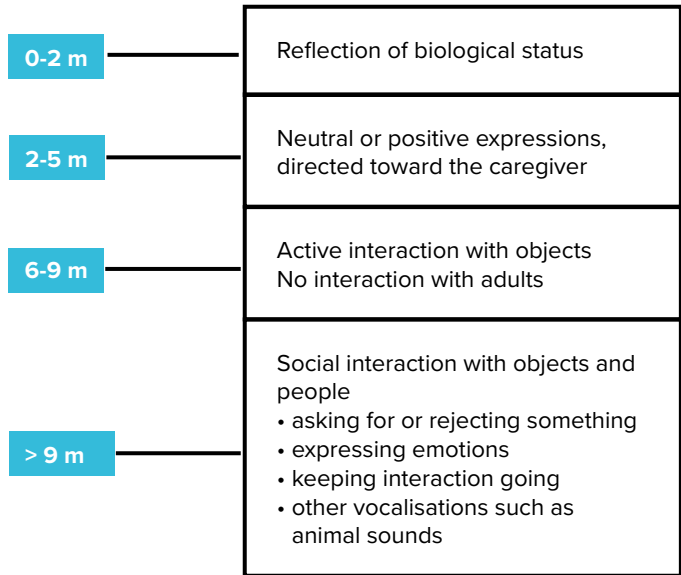 0-2 m
Reflection of biological status
2-5 m
Neutral or positive expressions,
directed toward the caregiver
6-9 m
Active interaction with objects
No interaction with adults
> 9 m
Social interaction with objects and
people
• asking for or rejecting something
• expressing emotions
• keeping interaction going
• other vocalisations such as
animal sounds